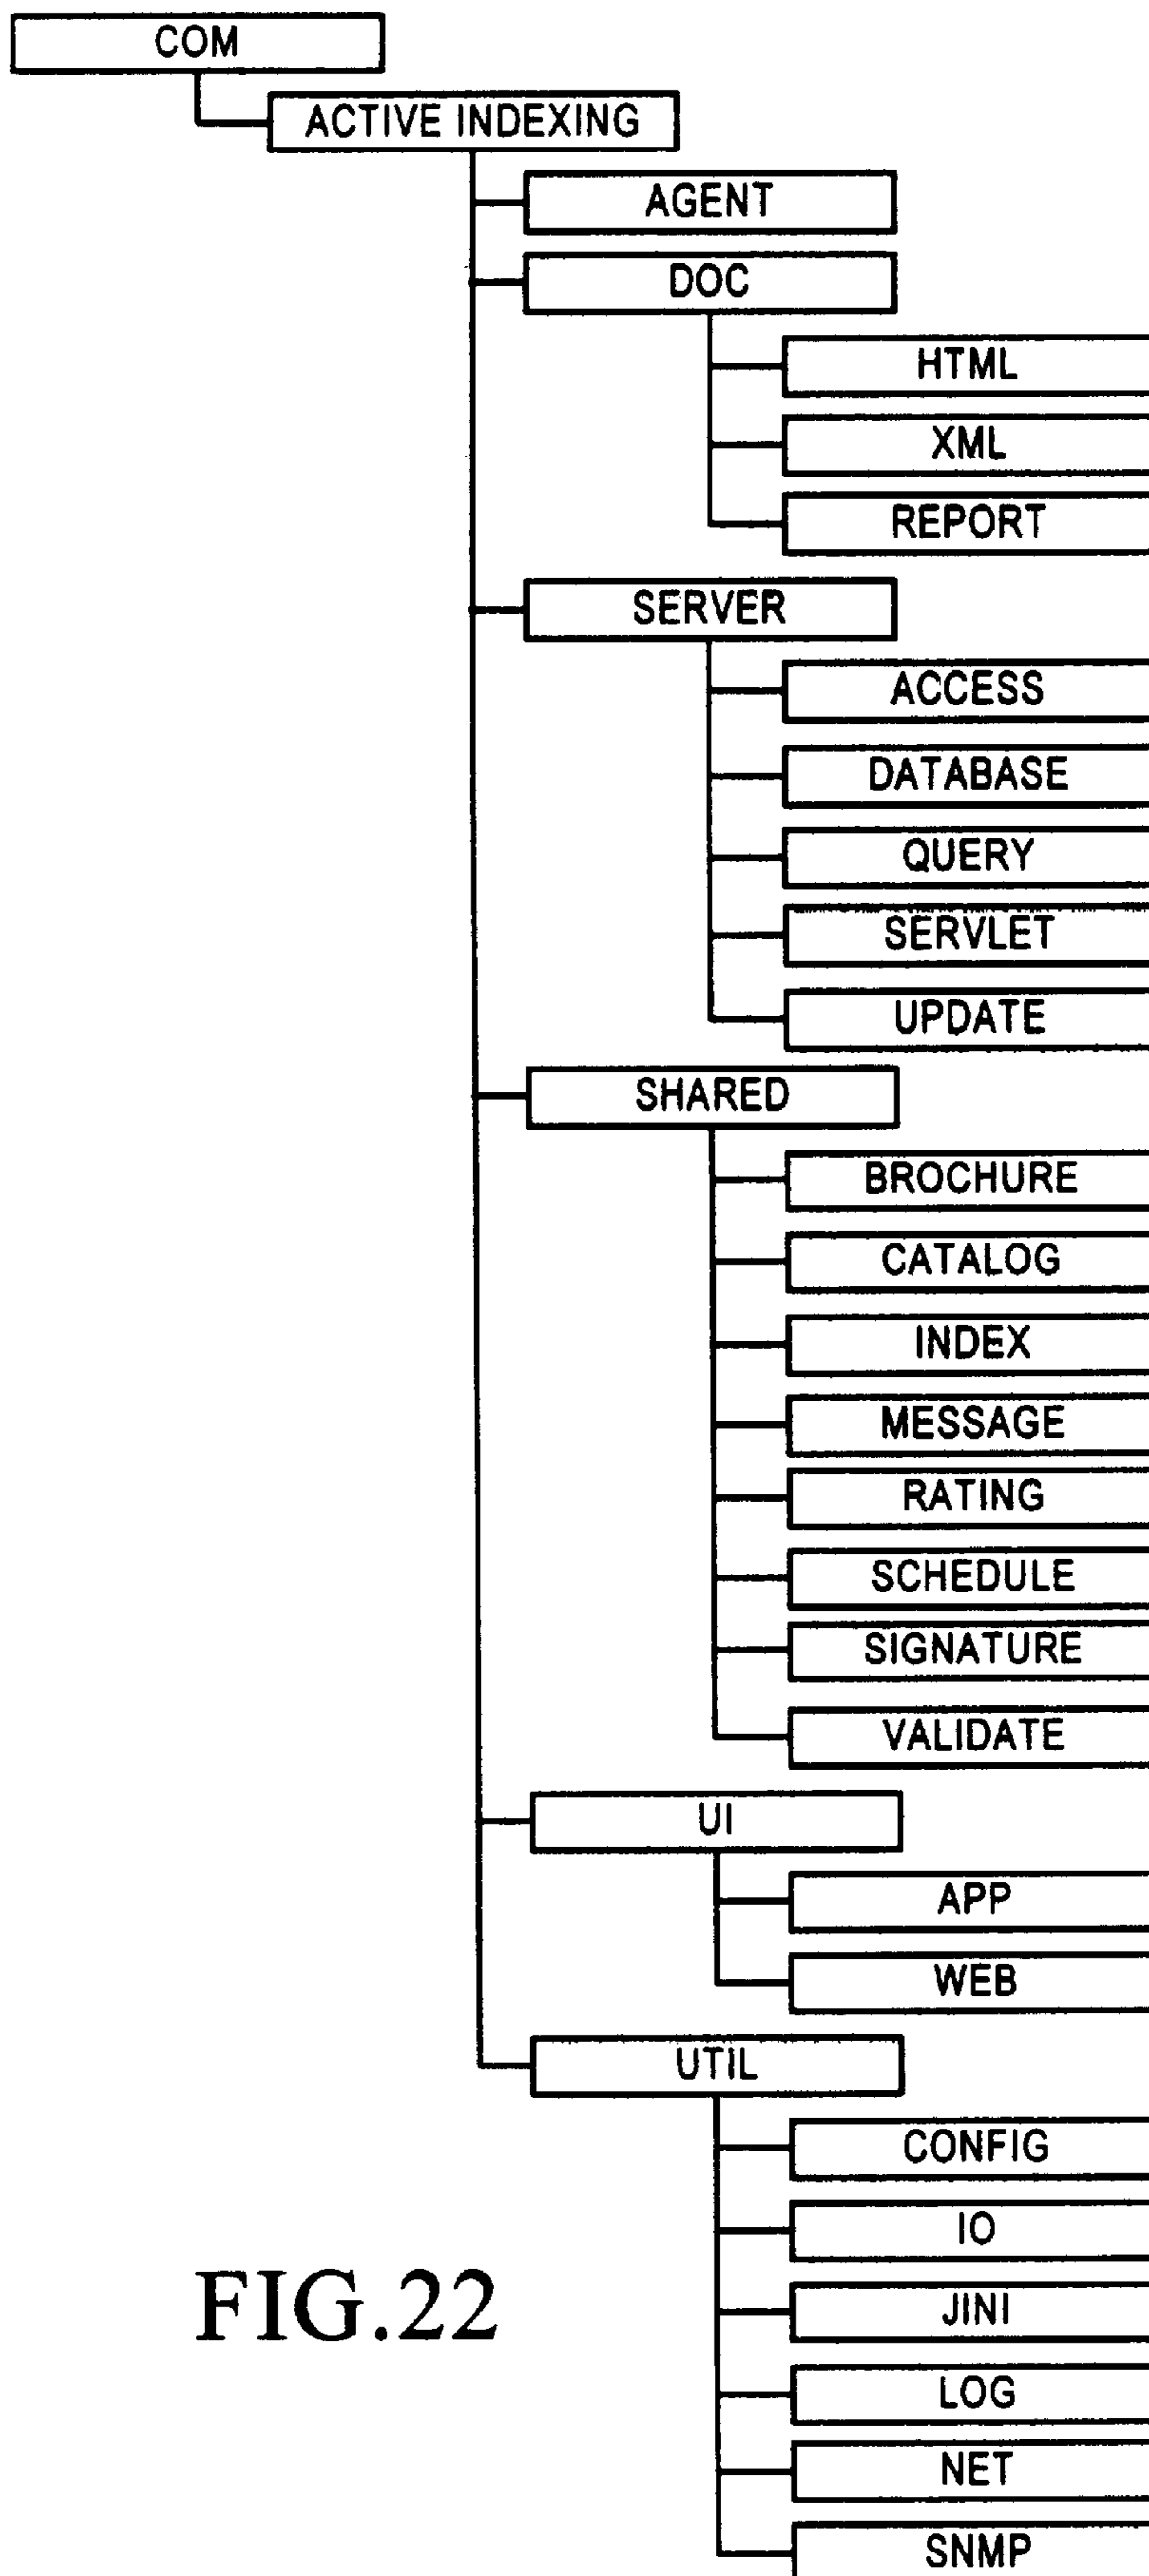 COM
ACTIVE INDEXING
AGENT
DOC
HTML
XML
REPORT
SERVER
ACCESS
DATABASE
QUERY
SERVLET
UPDATE
SHARED
BROCHURE
CATALOG
INDEX
MESSAGE
RATING
SCHEDULE
SIGNATURE
VALIDATE
UI
APP
WEB
UTIL
CONFIG
IO
JINI
LOG
NET
SNMP
FIG.22